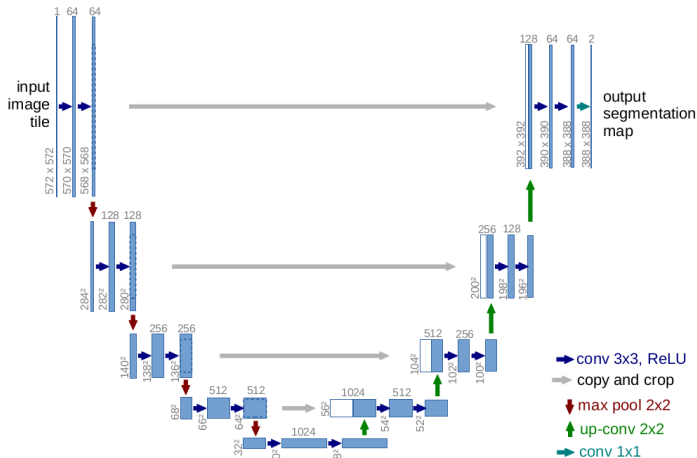 1 64 64
128 64 64 2
input
image
tile
output
segmentation
map
572 x 572
570 x 570
568 x 568
392 x 392
390 x 390
388 x 388
388 x 388
128 128
256 128
284²
282²
280²
200²
198²
196²
256 256
512 256
140²
138²
136²
104²
102²
100²
512 512
1024 512
68²
66²
64²
56²
54²
52²
1024
32²
conv 3x3, ReLU
copy and crop
max pool 2x2
up-conv 2x2
conv 1x1